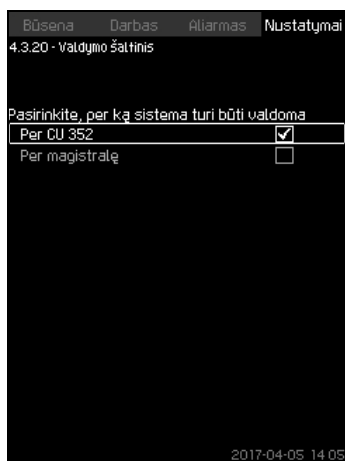 Būsena Darbas Aliarmas Nustatymai
4.3.20 - Valdymo šaltinis
Pasirinkite, per ką sistema turi būti valdoma
Per CU 352
Per magistralę
2017-04-05 14:05